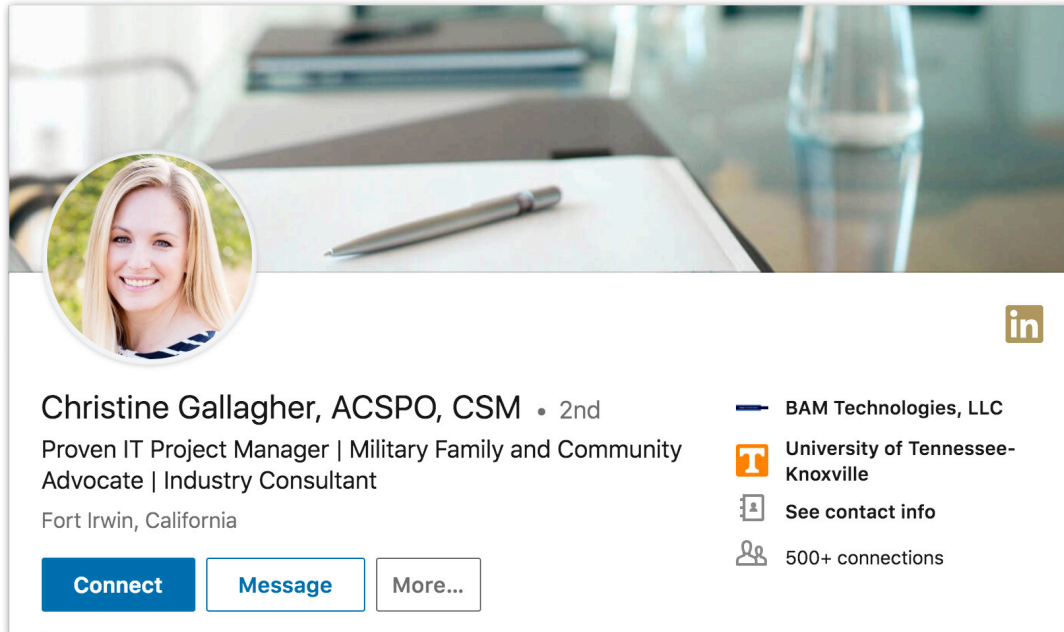 in
Christine Gallagher, ACSPO, CSM • 2nd
Proven IT Project Manager | Military Family and Community
Advocate | Industry Consultant
Fort Irwin, California
Connect
Message
More...
BAM Technologies, LLC
T
University of Tennessee-
Knoxville
See contact info
500+ connections